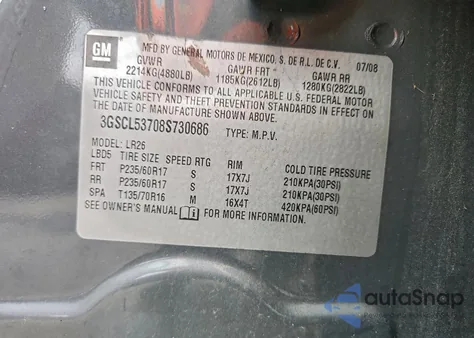 GM
MFD BY GENERAL MOTORS DE MEXICO, S. DE R.L. DE C.V. 07/08
GVWR GAWR FRT GAWR RR
2214KG(4880LB) 1185KG(2612LB) 1280KG(2822LB)
THIS VEHICLE CONFORMS TO ALL APPLICABLE U.S. FEDERAL MOTOR
VEHICLE SAFETY AND THEFT PREVENTION STANDARDS IN EFFECT ON
THE DATE OF MANUFACTURE SHOWN ABOVE.
3GSCL53708S730686 TYPE: M.P.V.
MODEL: LR26
LBD5 TIRE SIZE SPEED RTG RIM COLD TIRE PRESSURE
FRT P235/60R17 S 17X7J 210KPA(30PSI)
RR P235/60R17 S 17X7J 210KPA(30PSI)
SPA T135/70R16 M 16X4T 420KPA(60PSI)
SEE OWNER'S MANUAL FOR MORE INFORMATION
autoSnap